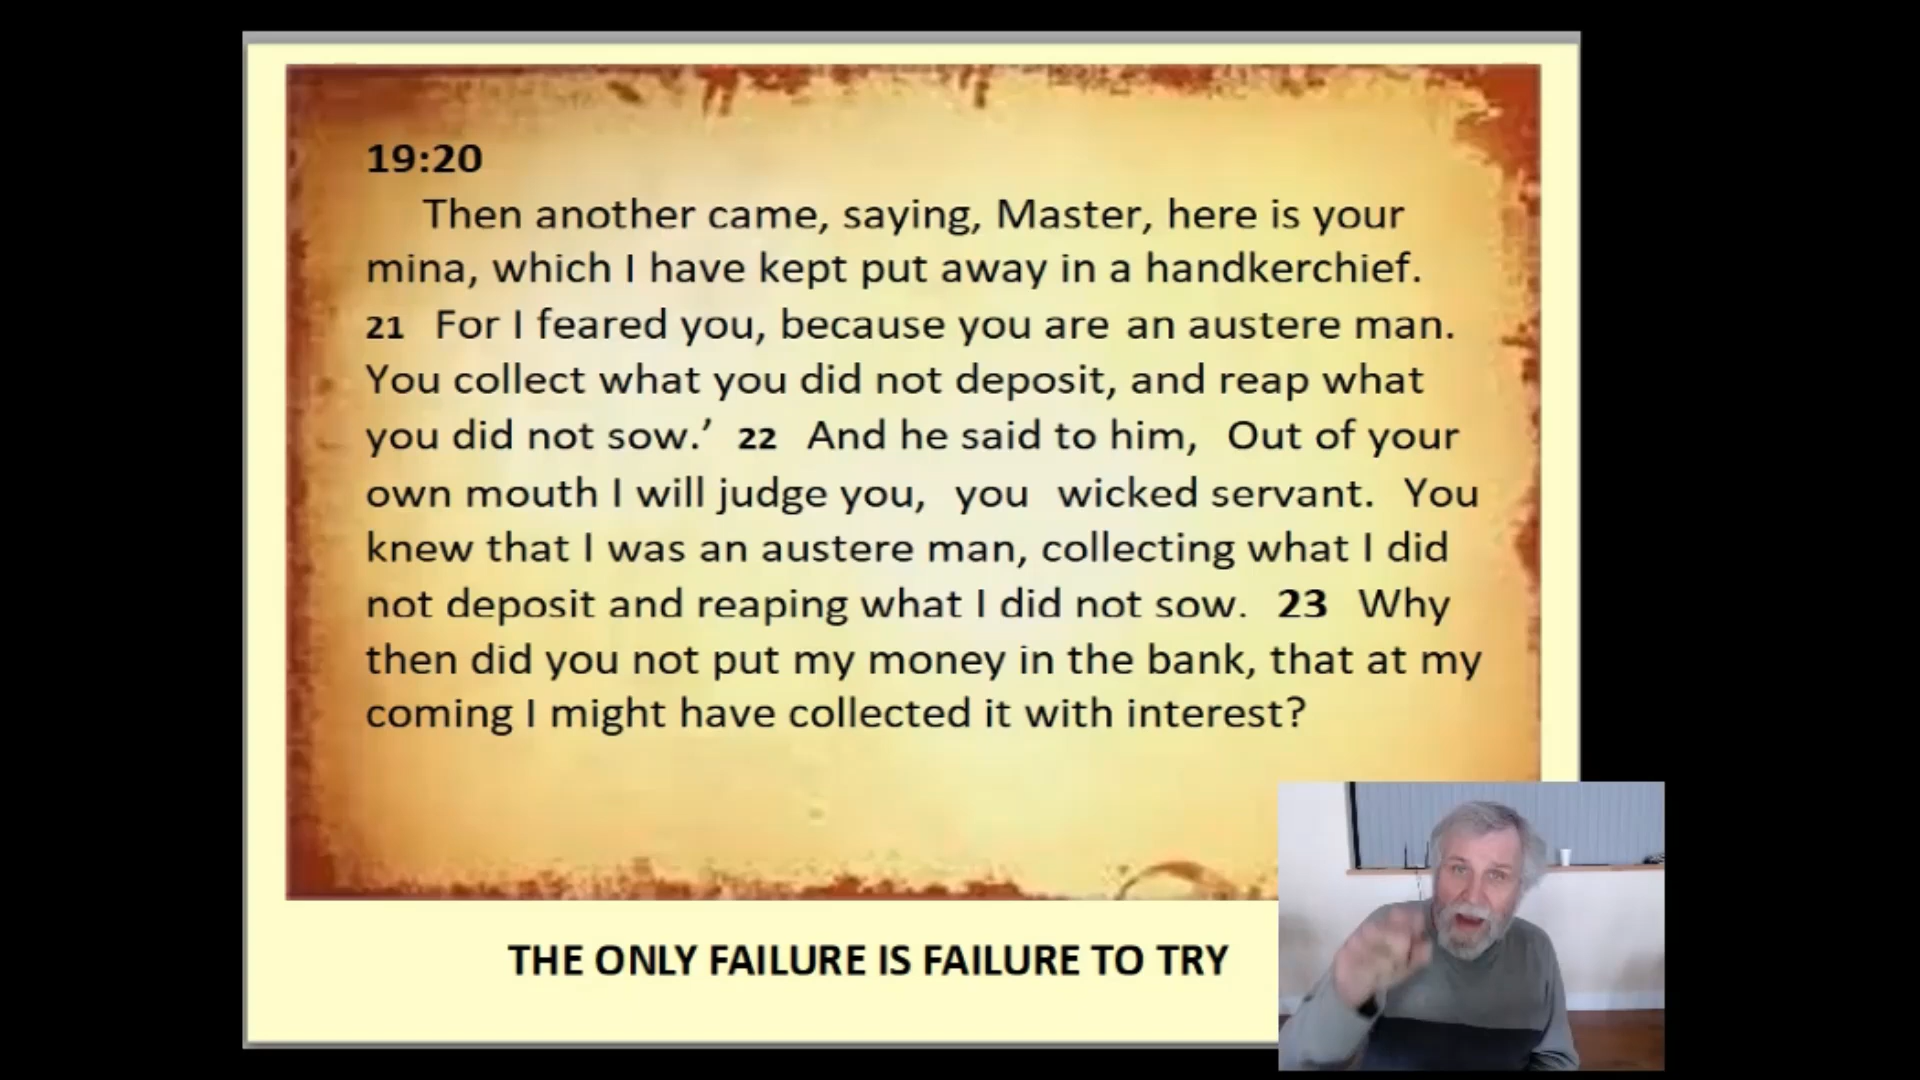 19:20
Then another came, saying, Master, here is your
mina, which I have kept put away in a handkerchief.
21 For I feared you, because you are an austere man.
You collect what you did not deposit, and reap what
you did not sow.’ 22 And he said to him, Out of your
own mouth I will judge you, you wicked servant. You
knew that I was an austere man, collecting what I did
not deposit and reaping what I did not sow. 23 Why
then did you not put my money in the bank, that at my
coming I might have collected it with interest?
THE ONLY FAILURE IS FAILURE TO TRY